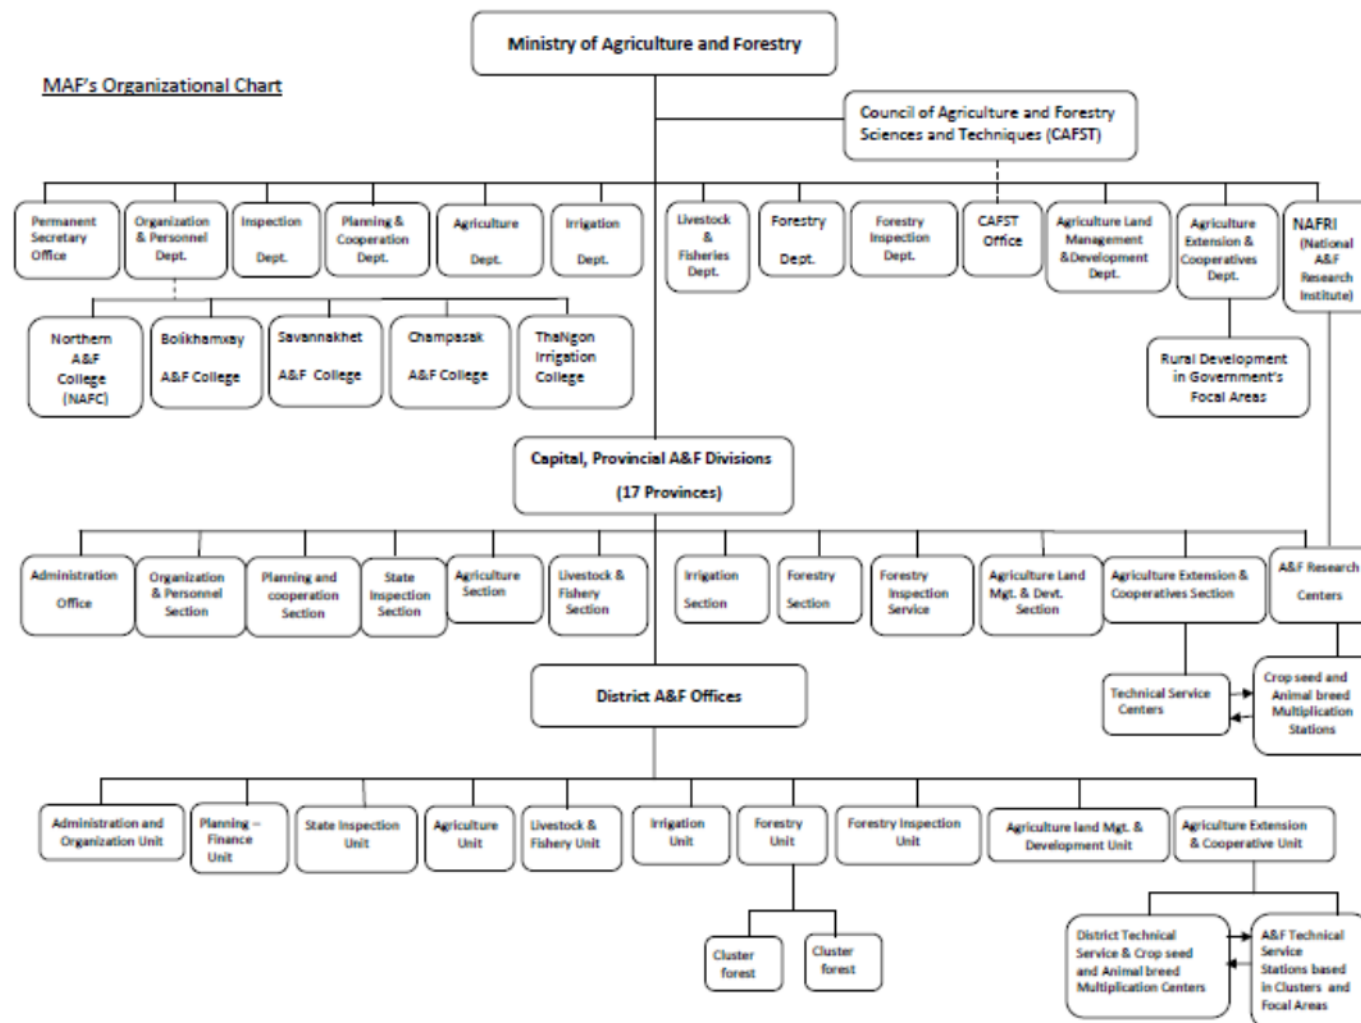 Ministry of Agriculture and Forestry
MAF's Organizational Chart
Council of Agriculture and Forestry
Sciences and Techniques (CAFST)
Permanent
Secretary
Office
Organization
& Personnel
Dept.
Inspection
Dept.
Planning &
Cooperation
Dept.
Agriculture
Dept.
Irrigation
Dept.
Livestock
&
Fisheries
Dept.
Forestry
Dept.
Forestry
Inspection
Dept.
CAFST
Office
Agriculture Land
Management
&Development
Dept.
Agriculture
Extension &
Cooperatives
Dept.
NAFRI
(National
A&F
Research
Institute)
Northern
A&F
College
(NAFC)
Bolikhamxay
A&F College
Savannakhet
A&F College
Champasak
A&F College
ThaNgon
Irrigation
College
Rural Development
in Government's
Focal Areas
Capital, Provincial A&F Divisions
(17 Provinces)
Administration
Office
Organization
& Personnel
Section
Planning and
cooperation
Section
State
Inspection
Section
Agriculture
Section
Livestock &
Fishery
Section
Irrigation
Section
Forestry
Section
Forestry
Inspection
Service
Agriculture Land
Mgt. & Devt.
Section
Agriculture Extension &
Cooperatives Section
A&F Research
Centers
District A&F Offices
Technical Service
Centers
Crop seed and
Animal breed
Multiplication
Stations
Administration and
Organization Unit
Planning –
Finance
Unit
State Inspection
Unit
Agriculture
Unit
Livestock &
Fishery Unit
Irrigation
Unit
Forestry
Unit
Forestry Inspection
Unit
Agriculture land Mgt. &
Development Unit
Agriculture Extension
& Cooperative Unit
Cluster
forest
Cluster
forest
District Technical
Service & Crop seed
and Animal breed
Multiplication Centers
A&F Technical
Service
Stations based
in Clusters and
Focal Areas